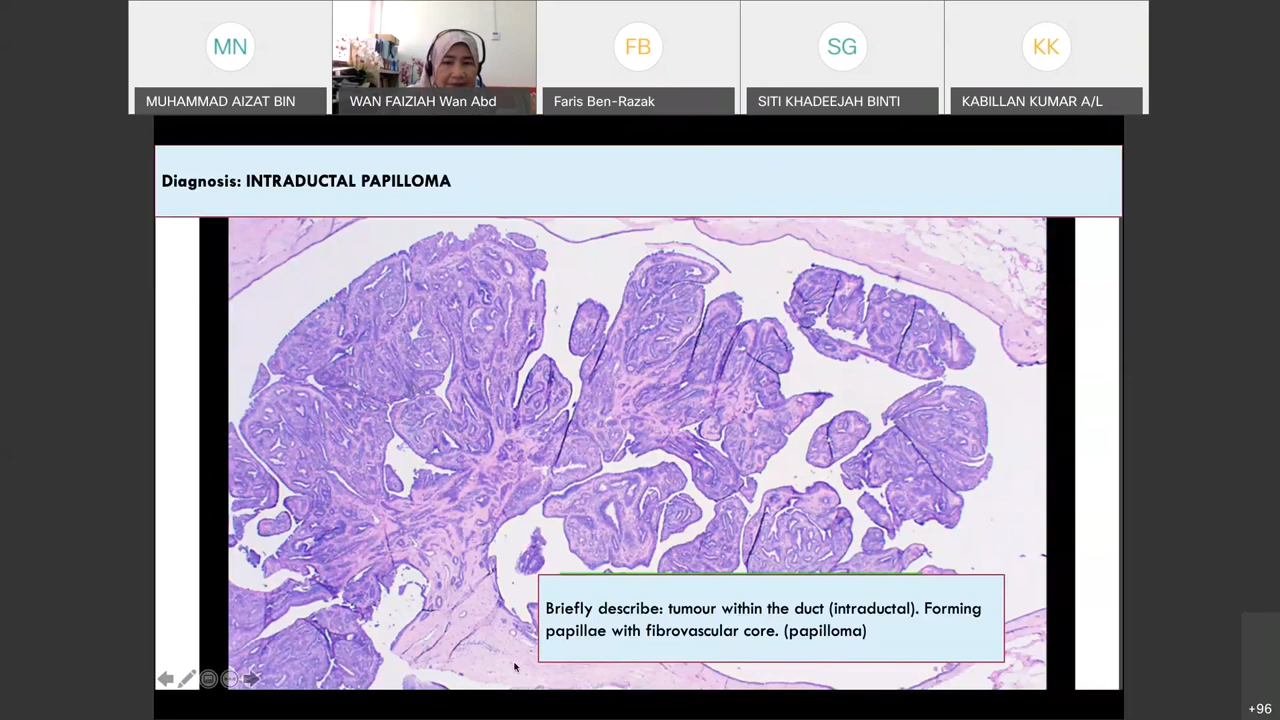 MN
FB
SG
KK
MUHAMMAD AIZAT BIN
WAN FAIZIAH Wan Abd
Faris Ben-Razak
SITI KHADEEJAH BINTI
KABILLAN KUMAR A/L
Diagnosis: INTRADUCTAL PAPILLOMA
Briefly describe: tumour within the duct (intraductal). Forming
papillae with fibrovascular core. (papilloma)
+96